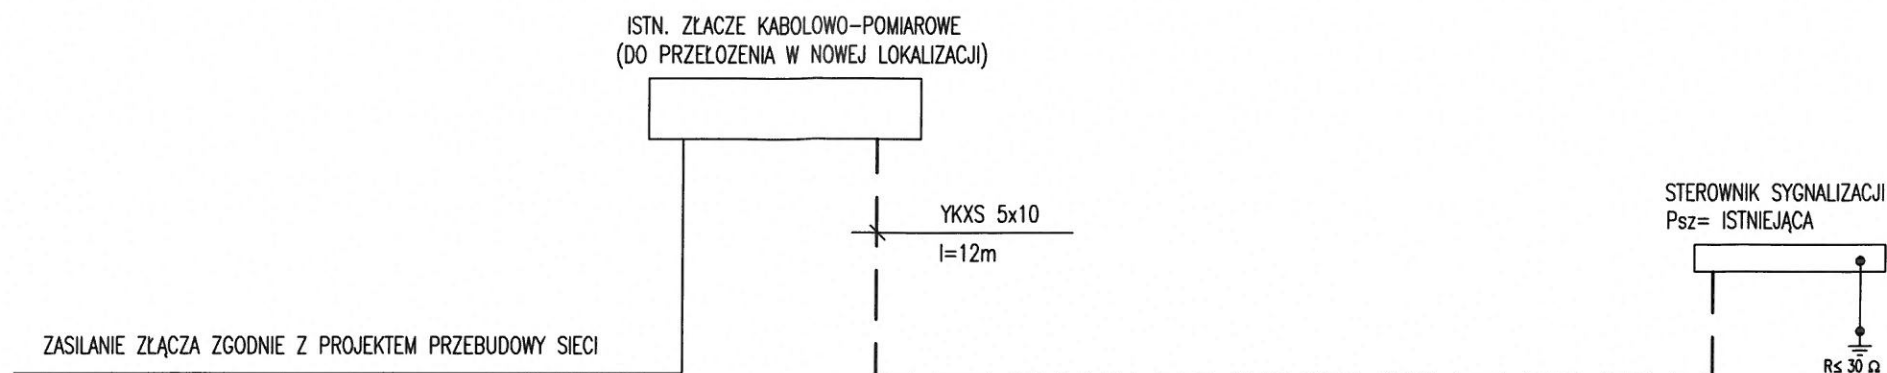 ISTN. ZŁACZE KABOLOWO-POMIAROWE
(DO PRZEŁOZENIA W NOWEJ LOKALIZACJI)
YKXS 5x10
l=12m
STEROWNIK SYGNALIZACJI
Psz= ISTNIEJĄCA
ZASILANIE ZŁĄCZA ZGODNIE Z PROJEKTEM PRZEBUDOWY SIECI
R≤ 30 Ω